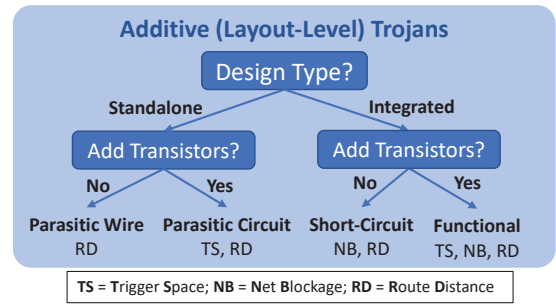 Additive (Layout-Level) Trojans
Design Type?
Standalone
Integrated
Add Transistors?
Add Transistors?
No
Yes
No
Yes
Parasitic Wire
RD
Parasitic Circuit
TS, RD
Short-Circuit
NB, RD
Functional
TS, NB, RD
TS = Trigger Space; NB = Net Blockage; RD = Route Distance